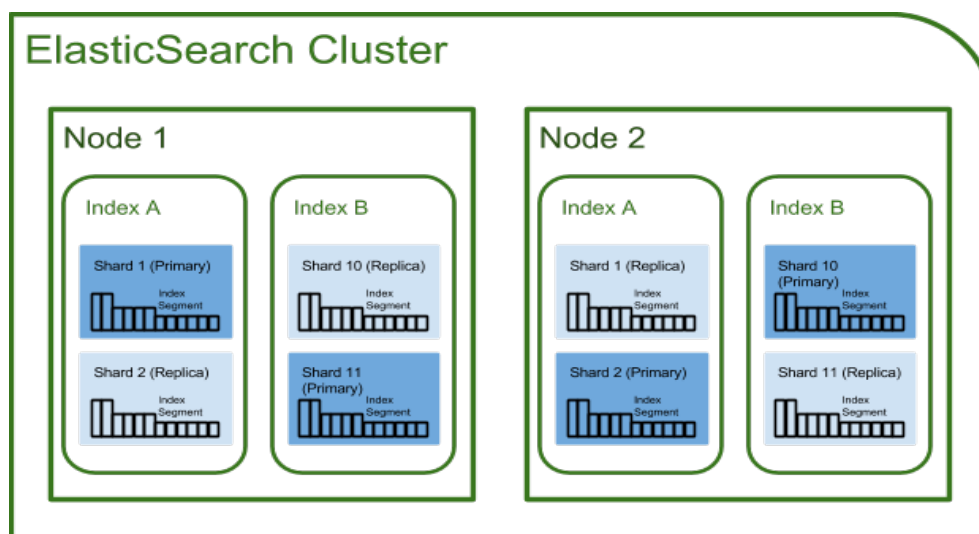 ElasticSearch Cluster
Node 1
Index A
Shard 1 (Primary)
Index
Segment
Shard 2 (Replica)
Index
Segment
Index B
Shard 10 (Replica)
Index
Segment
Shard 11
(Primary)
Index
Segment
Node 2
Index A
Shard 1 (Replica)
Index
Segment
Shard 2 (Primary)
Index
Segment
Index B
Shard 10
(Primary)
Index
Segment
Shard 11 (Replica)
Index
Segment